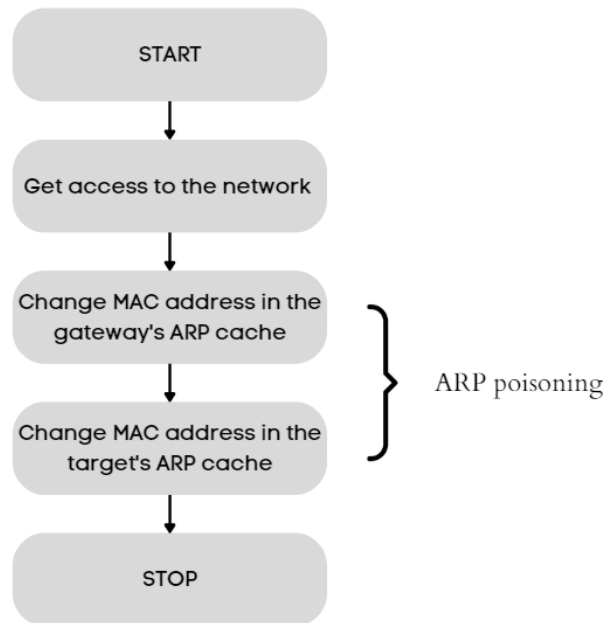 START
Get access to the network
Change MAC address in the
gateway's ARP cache
ARP poisoning
Change MAC address in the
target's ARP cache
STOP